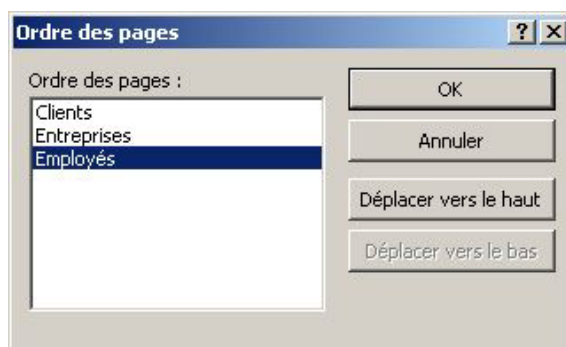 Ordre des pages
Ordre des pages :
Clients
Entreprises
Employés
OK
Annuler
Déplacer vers le haut
Déplacer vers le bas